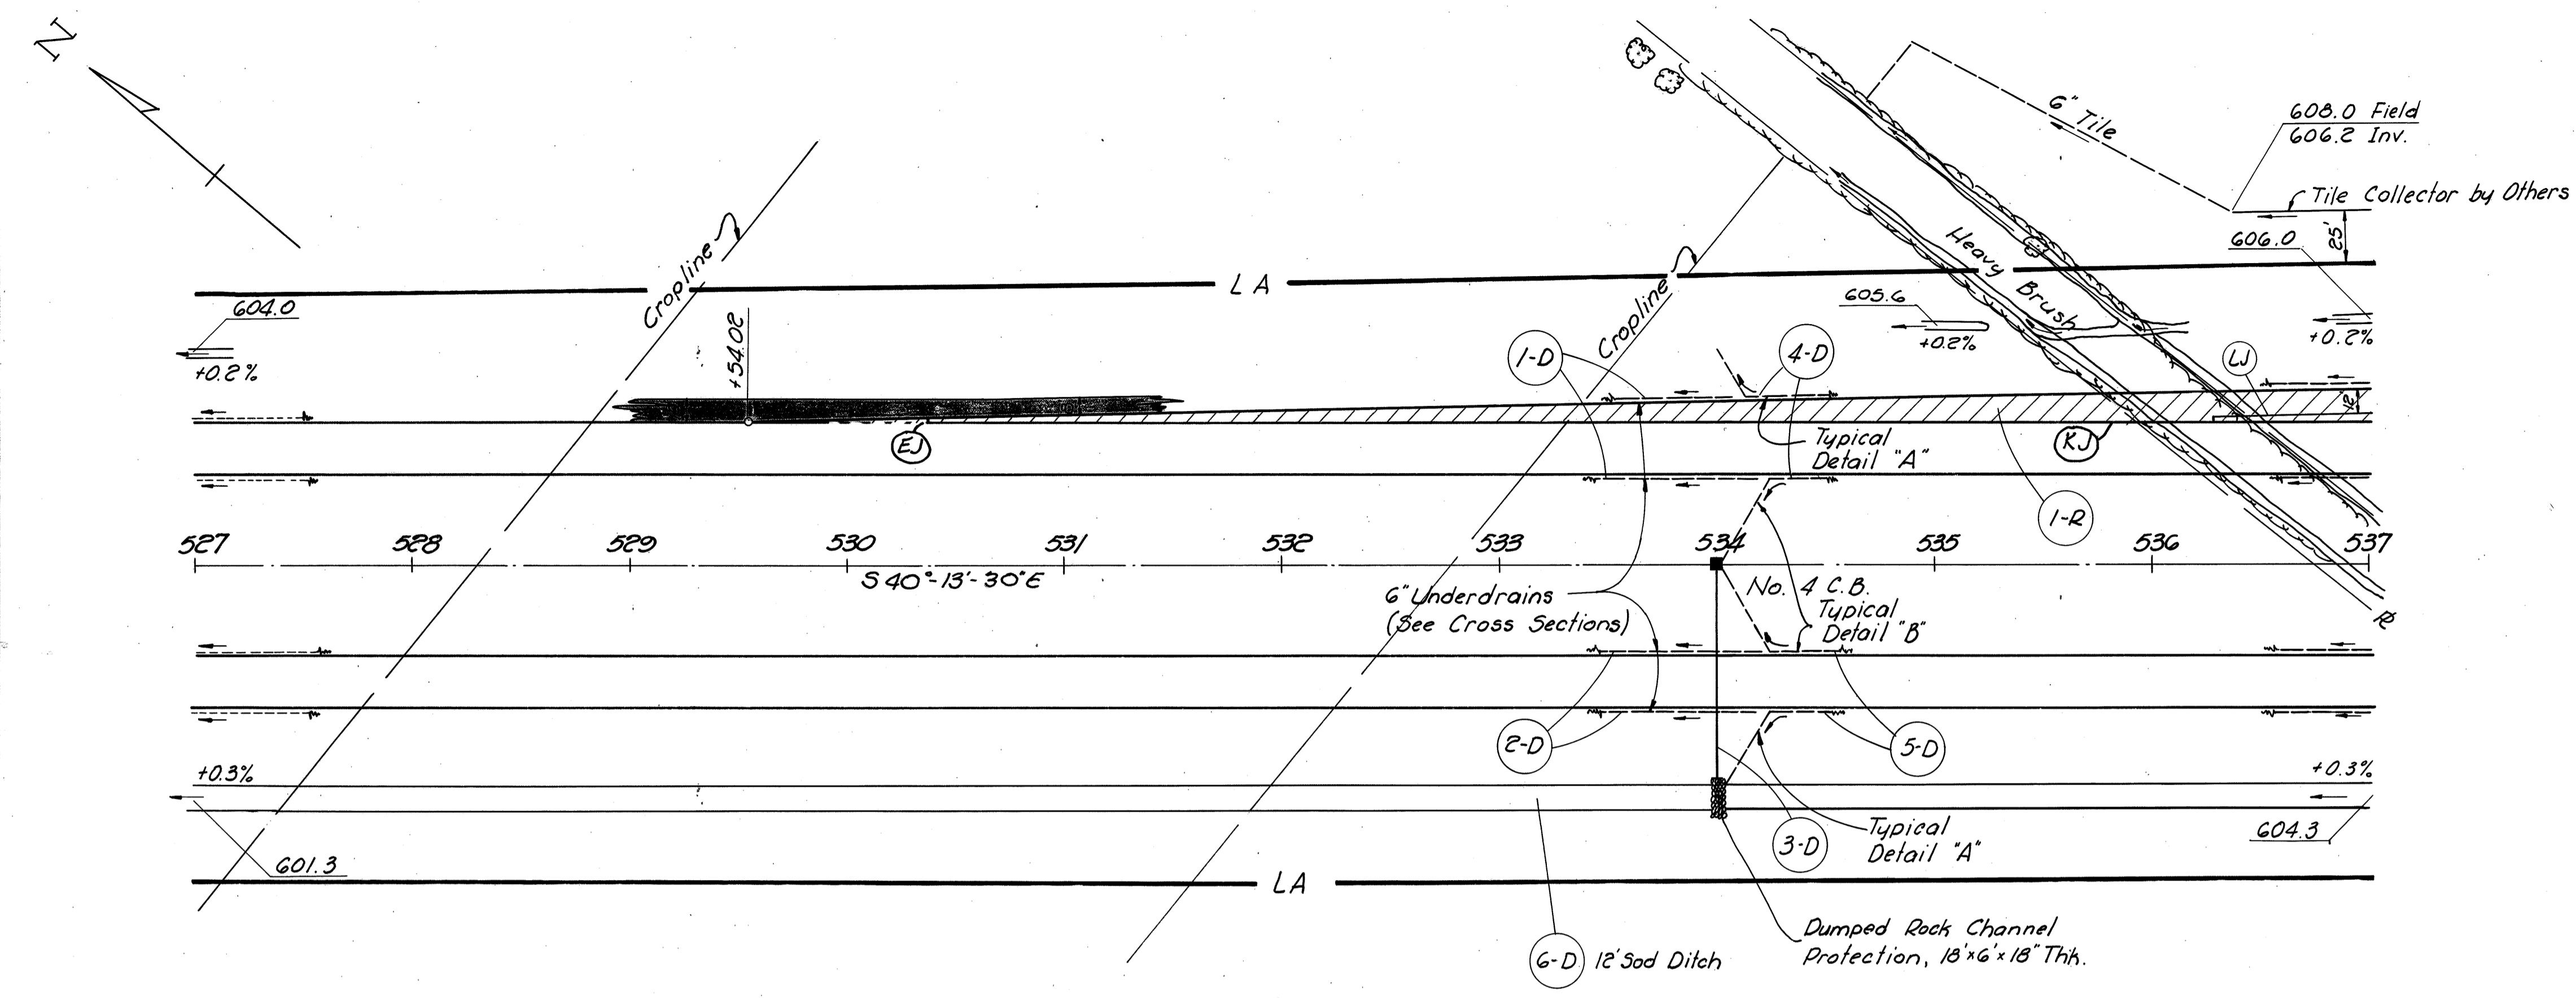 N
6" Tile
608.0 Field
606.2 Inv.
Tile Collector by Others
25'
606.0
Heavy
Brush
Cropline
LA
Cropline
604.0
+0.2%
+54.02
605.6
+0.2%
+0.2%
1-D
4-D
LJ
12'
EJ
KJ
Typical
Detail "A"
1-R
527 528 529 530 531 532 533 534 535 536 537
S 40°-13'-30" E
No. 4 C.B.
6" Underdrains
(See Cross Sections)
Typical
Detail "B"
2-D
5-D
+0.3%
+0.3%
601.3
604.3
3-D
Typical
Detail "A"
LA
Dumped Rock Channel
Protection, 18'x6'x18" Thk.
6-D 12' Sod Ditch